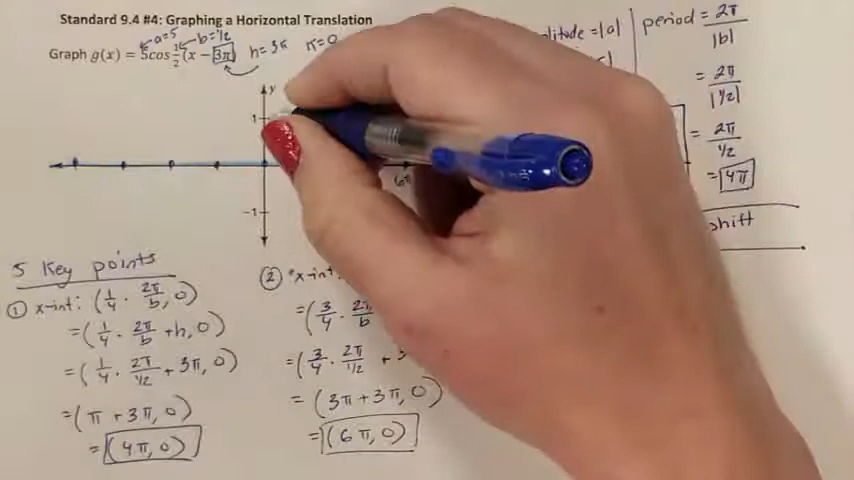 Standard 9.4 #4: Graphing a Horizontal Translation
a=5 b=1/2
Graph g(x) = 5cos 1/2 (x − 3π) h=3π k=0
litude = |a|
period = 2π/|b|
= 2π/|1/2|
= 2π/1/2
= 4π
shift
y
1
−1
6π
5 Key points
① x-int: (1/4 · 2π/b, 0)
= (1/4 · 2π/b + h, 0)
= (1/4 · 2π/1/2 + 3π, 0)
= (π + 3π, 0)
= (4π, 0)
② x-int:
= (3/4 · 2π/b
= (3/4 · 2π/1/2 + 3
= (3π + 3π, 0)
= (6π, 0)